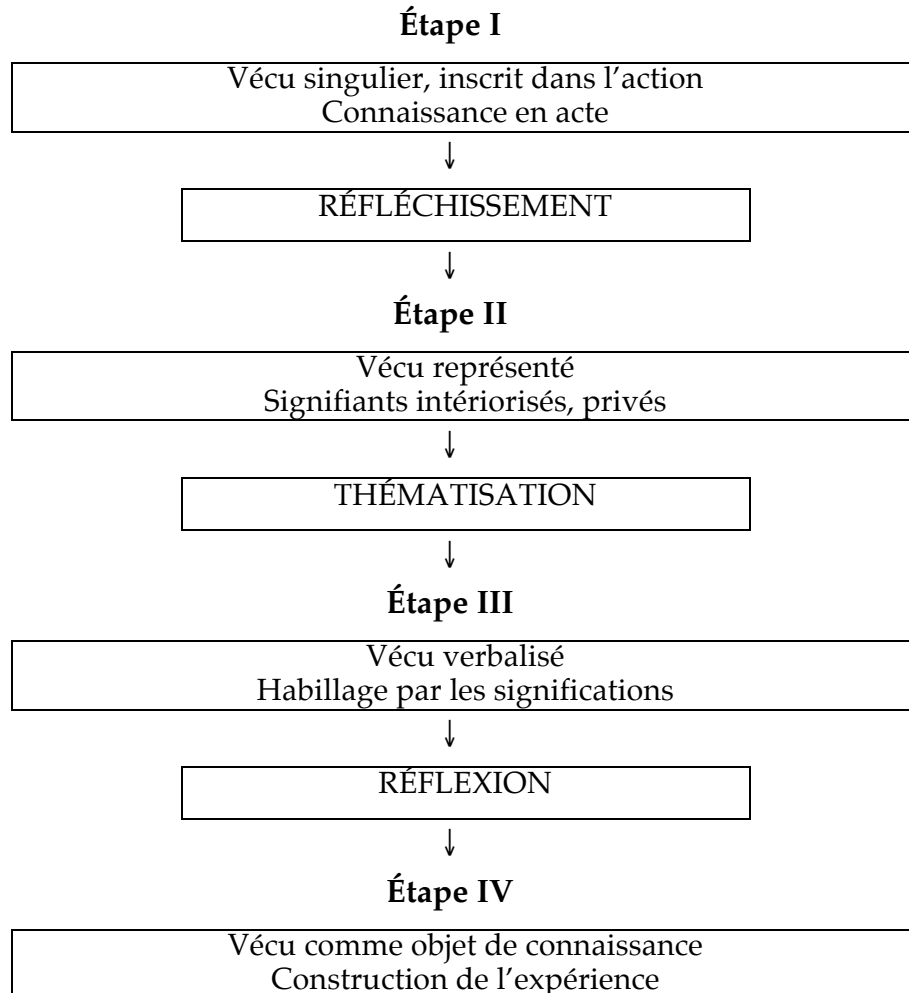 Étape I
Vécu singulier, inscrit dans l’action
Connaissance en acte
↓
RÉFLÉCHISSEMENT
↓
Étape II
Vécu représenté
Signifiants intériorisés, privés
↓
THÉMATISATION
↓
Étape III
Vécu verbalisé
Habillage par les significations
↓
RÉFLEXION
↓
Étape IV
Vécu comme objet de connaissance
Construction de l’expérience